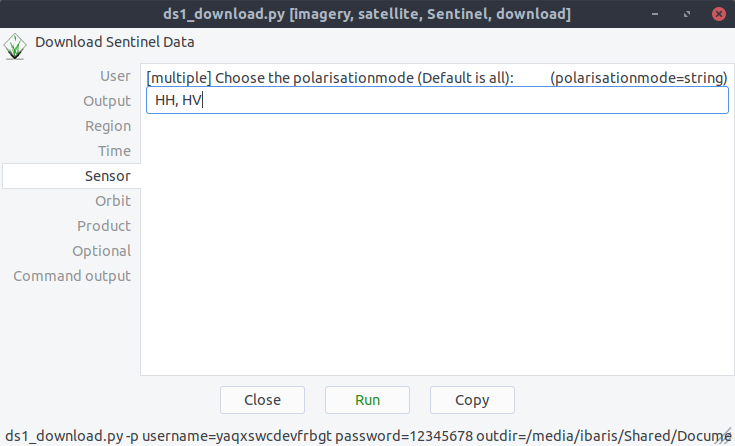 ds1_download.py [imagery, satellite, Sentinel, download]
Download Sentinel Data
User
Output
Region
Time
Sensor
Orbit
Product
Optional
Command output
[multiple] Choose the polarisationmode (Default is all): (polarisationmode=string)
HH, HV
Close Run Copy
ds1_download.py -p username=yaqxswcdevfrbgt password=12345678 outdir=/media/ibaris/Shared/Docume